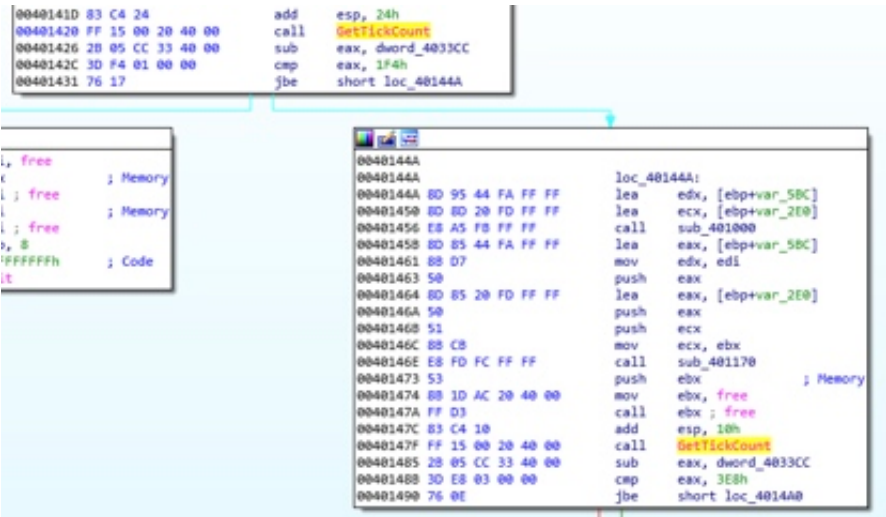 0040141D 83 C4 24 add esp, 24h
00401420 FF 15 00 20 40 00 call GetTickCount
00401426 2B 05 CC 33 40 00 sub eax, dword_4033CC
0040142C 3D F4 01 00 00 cmp eax, 1F4h
00401431 76 17 jbe short loc_40144A
i, free
; Memory
i ; free
; Memory
i ; free
, 8
FFFFFFFh ; Code
it
0040144A
0040144A loc_40144A:
0040144A 8D 95 44 FA FF FF lea edx, [ebp+var_5BC]
00401450 8D 8D 20 FD FF FF lea ecx, [ebp+var_2E0]
00401456 E8 A5 FB FF FF call sub_401000
0040145B 8D 85 44 FA FF FF lea eax, [ebp+var_5BC]
00401461 8B D7 mov edx, edi
00401463 50 push eax
00401464 8D 85 20 FD FF FF lea eax, [ebp+var_2E0]
0040146A 50 push eax
0040146B 51 push ecx
0040146C 8B CB mov ecx, ebx
0040146E E8 FD FC FF FF call sub_401170
00401473 53 push ebx ; Memory
00401474 8B 1D AC 20 40 00 mov ebx, free
0040147A FF D3 call ebx ; free
0040147C 83 C4 10 add esp, 10h
0040147F FF 15 00 20 40 00 call GetTickCount
00401485 2B 05 CC 33 40 00 sub eax, dword_4033CC
0040148B 3D E8 03 00 00 cmp eax, 3E8h
00401490 76 0E jbe short loc_4014A0